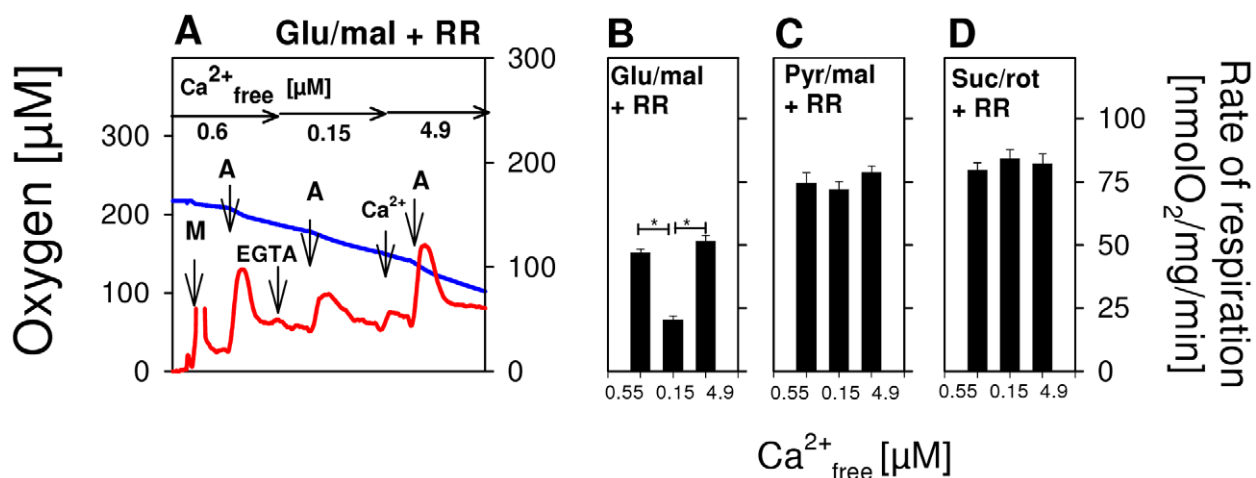 A Glu/mal + RR
Ca2+free [µM]
0.6 0.15 4.9
Oxygen [µM]
300
200
100
0
300
200
100
0
M
A
EGTA
A
Ca2+
A
B
Glu/mal
+ RR
* *
0.55 0.15 4.9
C
Pyr/mal
+ RR
0.55 0.15 4.9
D
Suc/rot
+ RR
0.55 0.15 4.9
100
75
50
25
0
Rate of respiration
[nmolO2/mg/min]
Ca2+free [µM]